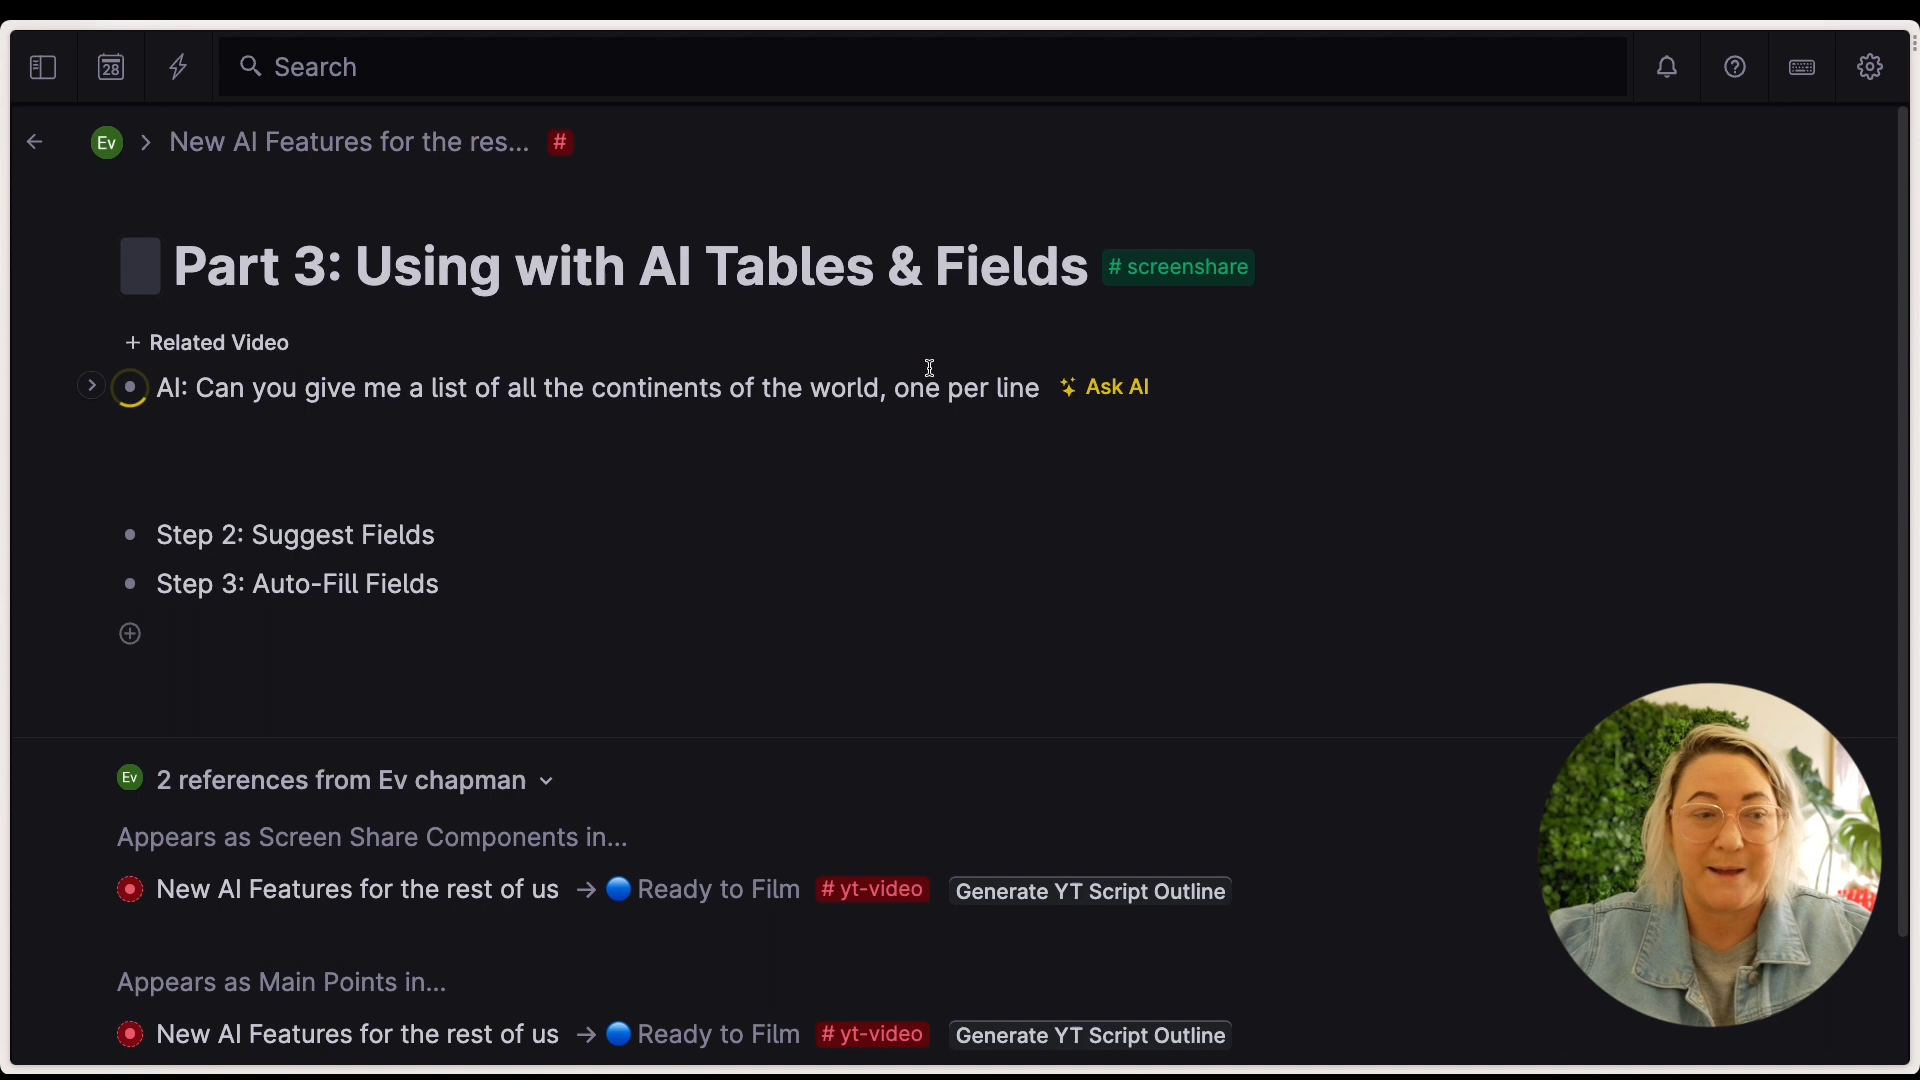 28
Search
Ev
New AI Features for the res... #
Part 3: Using with AI Tables & Fields # screenshare
+ Related Video
AI: Can you give me a list of all the continents of the world, one per line Ask AI
Step 2: Suggest Fields
Step 3: Auto-Fill Fields
Ev 2 references from Ev chapman
Appears as Screen Share Components in...
New AI Features for the rest of us → Ready to Film # yt-video Generate YT Script Outline
Appears as Main Points in...
New AI Features for the rest of us → Ready to Film # yt-video Generate YT Script Outline